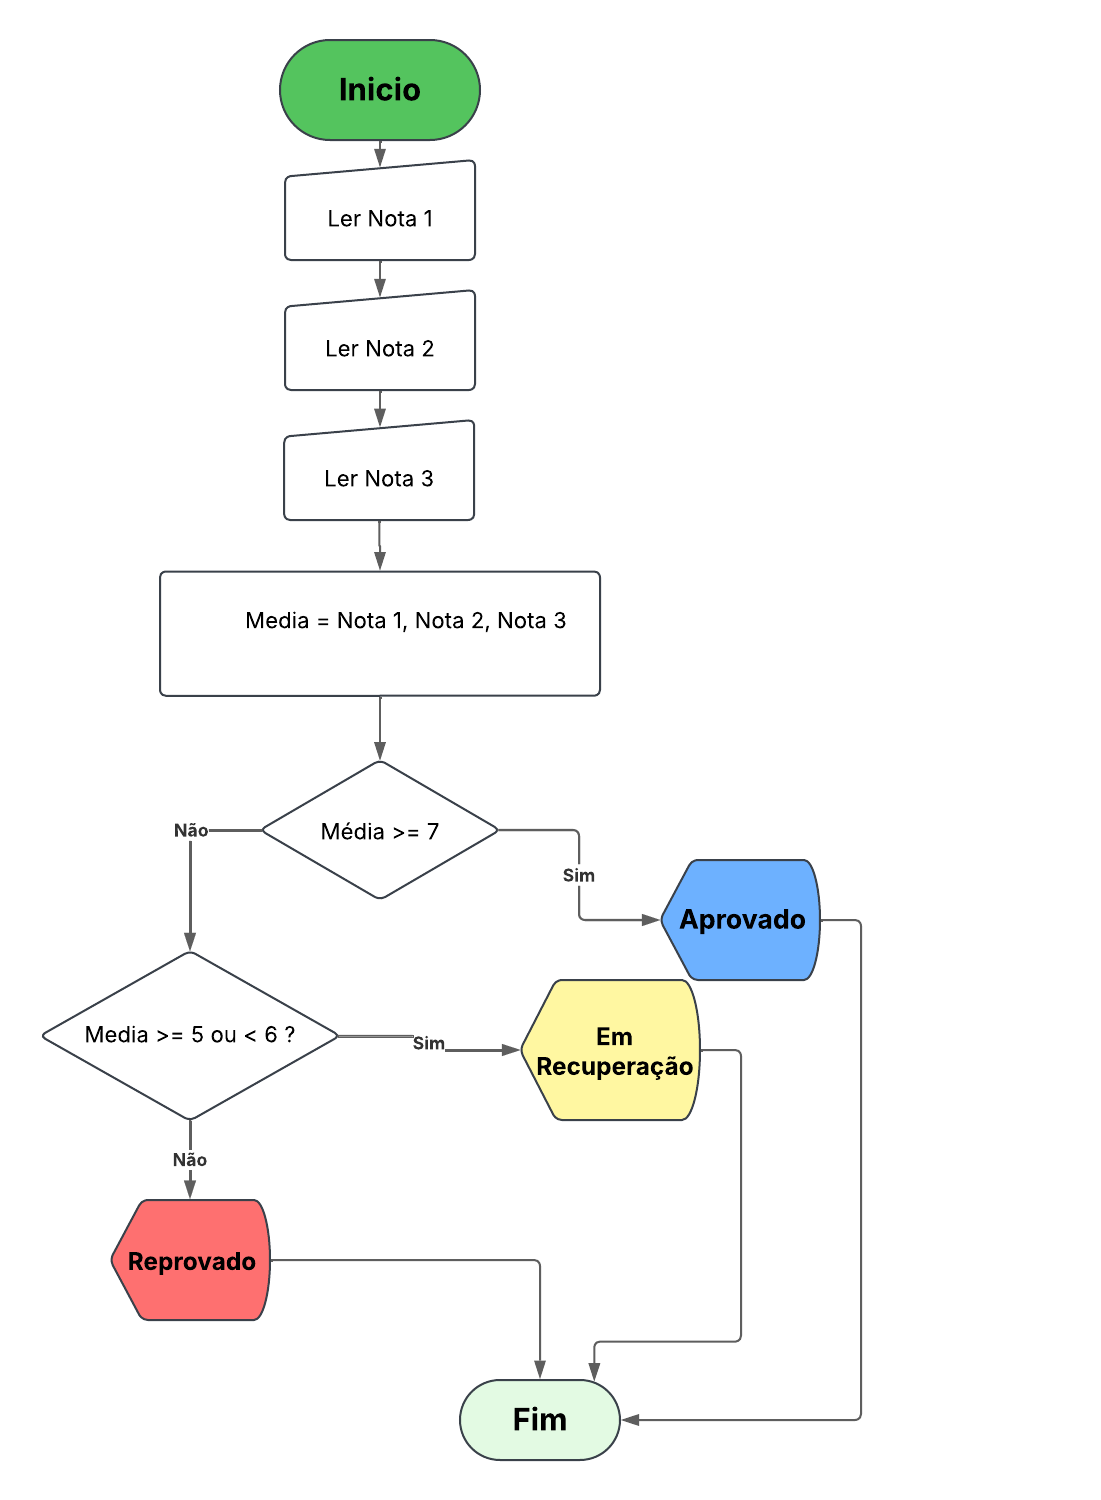 Inicio
Ler Nota 1
Ler Nota 2
Ler Nota 3
Media = Nota 1, Nota 2, Nota 3
Média >= 7
Não
Sim
Aprovado
Media >= 5 ou < 6 ?
Sim
Em
Recuperação
Não
Reprovado
Fim